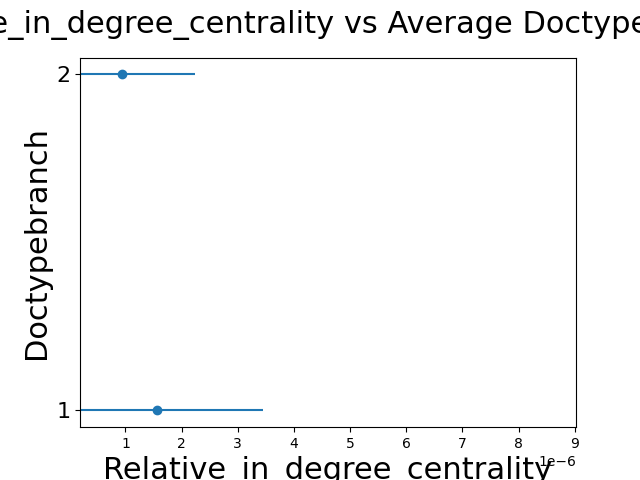 e_in_degree_centrality vs Average Doctype
2
Doctypebranch
1
1 2 3 4 5 6 7 8 9
1e−6
Relative_in_degree_centrality